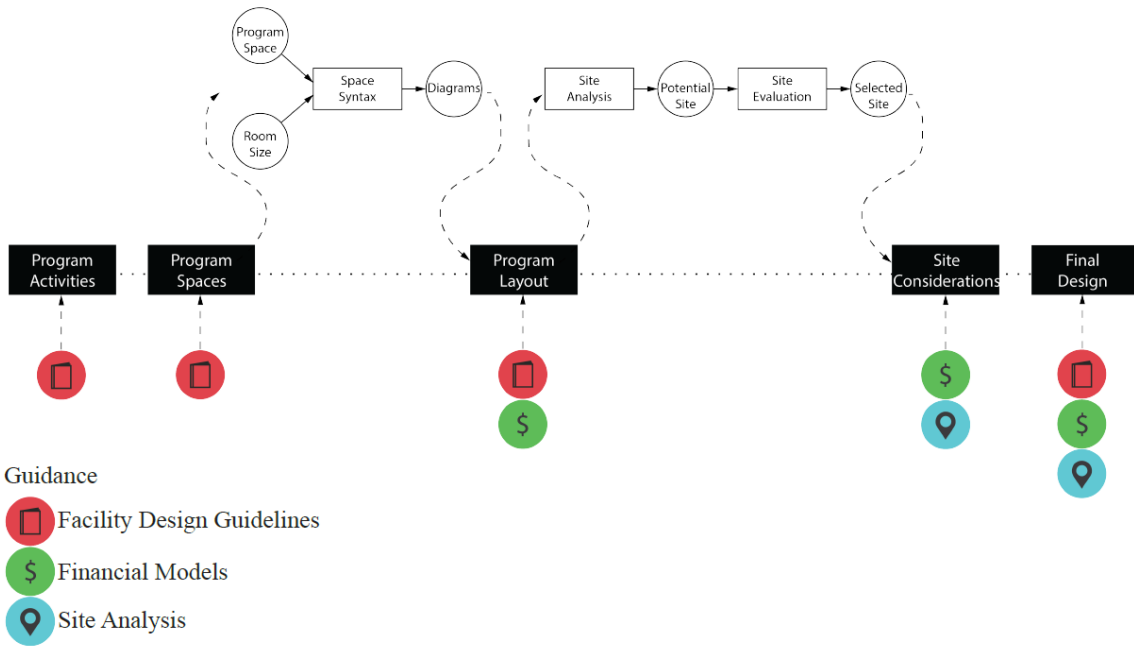 Program
Space
Room
Size
Space
Syntax
Diagrams
Site
Analysis
Potential
Site
Site
Evaluation
Selected
Site
Program
Activities
Program
Spaces
Program
Layout
Site
Considerations
Final
Design
$
$
$
Guidance
Facility Design Guidelines
$ Financial Models
Site Analysis